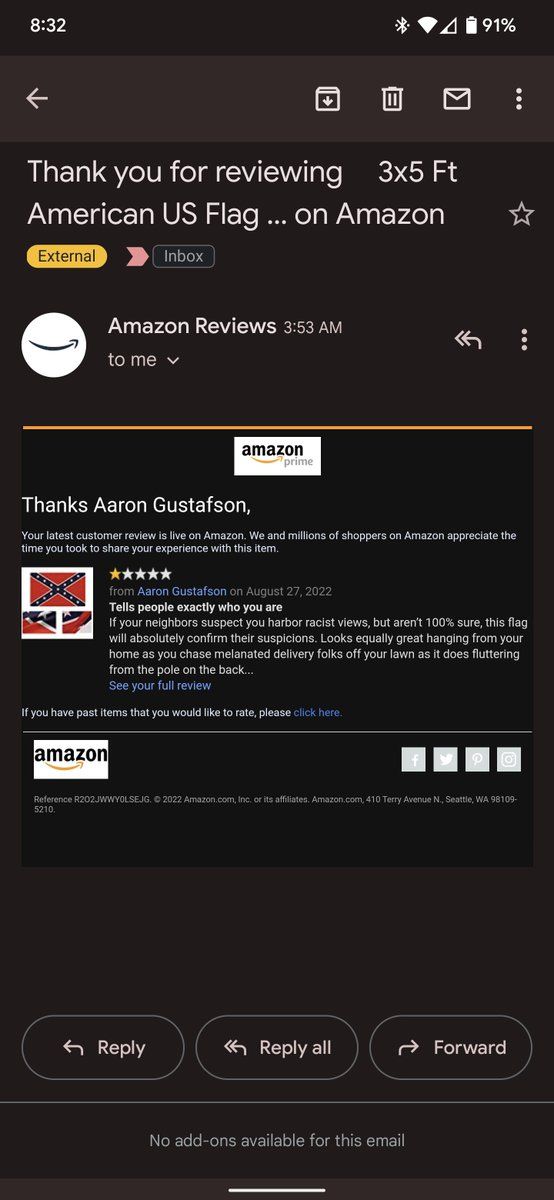 8:32
91%
Thank you for reviewing 3x5 Ft
American US Flag ... on Amazon
External
Inbox
Amazon Reviews 3:53 AM
to me
amazon
prime
Thanks Aaron Gustafson,
Your latest customer review is live on Amazon. We and millions of shoppers on Amazon appreciate the
time you took to share your experience with this item.
from Aaron Gustafson on August 27, 2022
Tells people exactly who you are
If your neighbors suspect you harbor racist views, but aren't 100% sure, this flag
will absolutely confirm their suspicions. Looks equally great hanging from your
home as you chase melanated delivery folks off your lawn as it does fluttering
from the pole on the back...
See your full review
If you have past items that you would like to rate, please click here.
amazon
Reference R2O2JWWY0LSEJG. © 2022 Amazon.com, Inc. or its affiliates. Amazon.com, 410 Terry Avenue N., Seattle, WA 98109-
5210.
Reply
Reply all
Forward
No add-ons available for this email